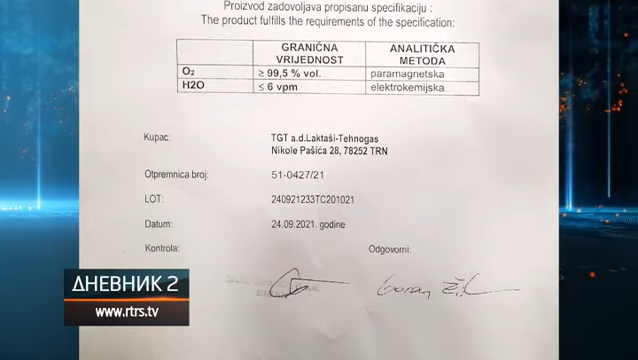 Proizvod zadovoljava propisanu specifikaciju :
The product fulfills the requirements of the specification:
GRANIČNA VRIJEDNOST ANALITIČKA METODA
O₂ ≥ 99,5 % vol. paramagnetska
H2O ≤ 6 vpm elektrokemijska
Kupac: TGT a.d.Laktaši-Tehnogas
Nikole Pašića 28, 78252 TRN
Otpremnica broj: 51-0427/21
LOT: 240921233TC201021
Datum: 24.09.2021. godine
Kontrola: Odgovorni:
Goran
ДНЕВНИК 2
www.rtrs.tv